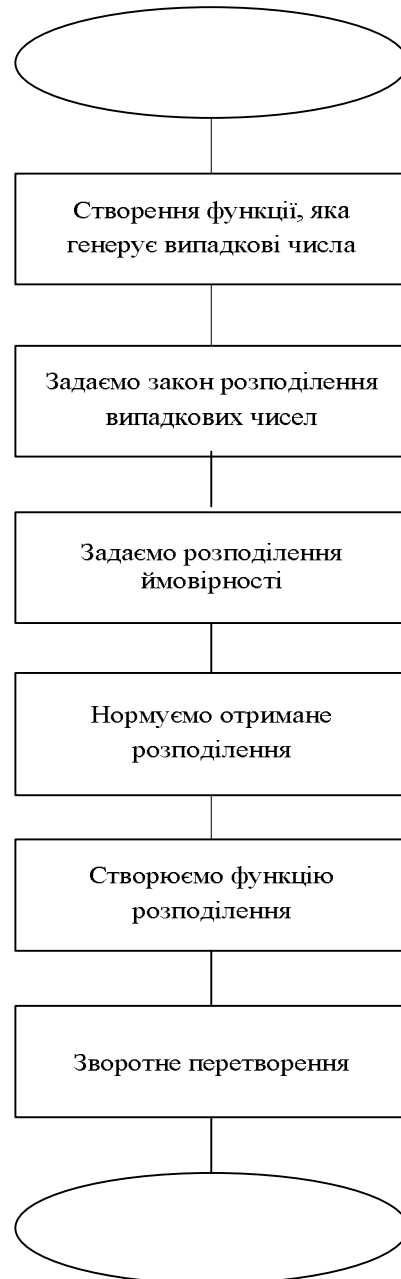 Створення функції, яка
генерує випадкові числа
Задаємо закон розподілення
випадкових чисел
Задаємо розподілення
ймовірності
Нормуємо отримане
розподілення
Створюємо функцію
розподілення
Зворотне перетворення